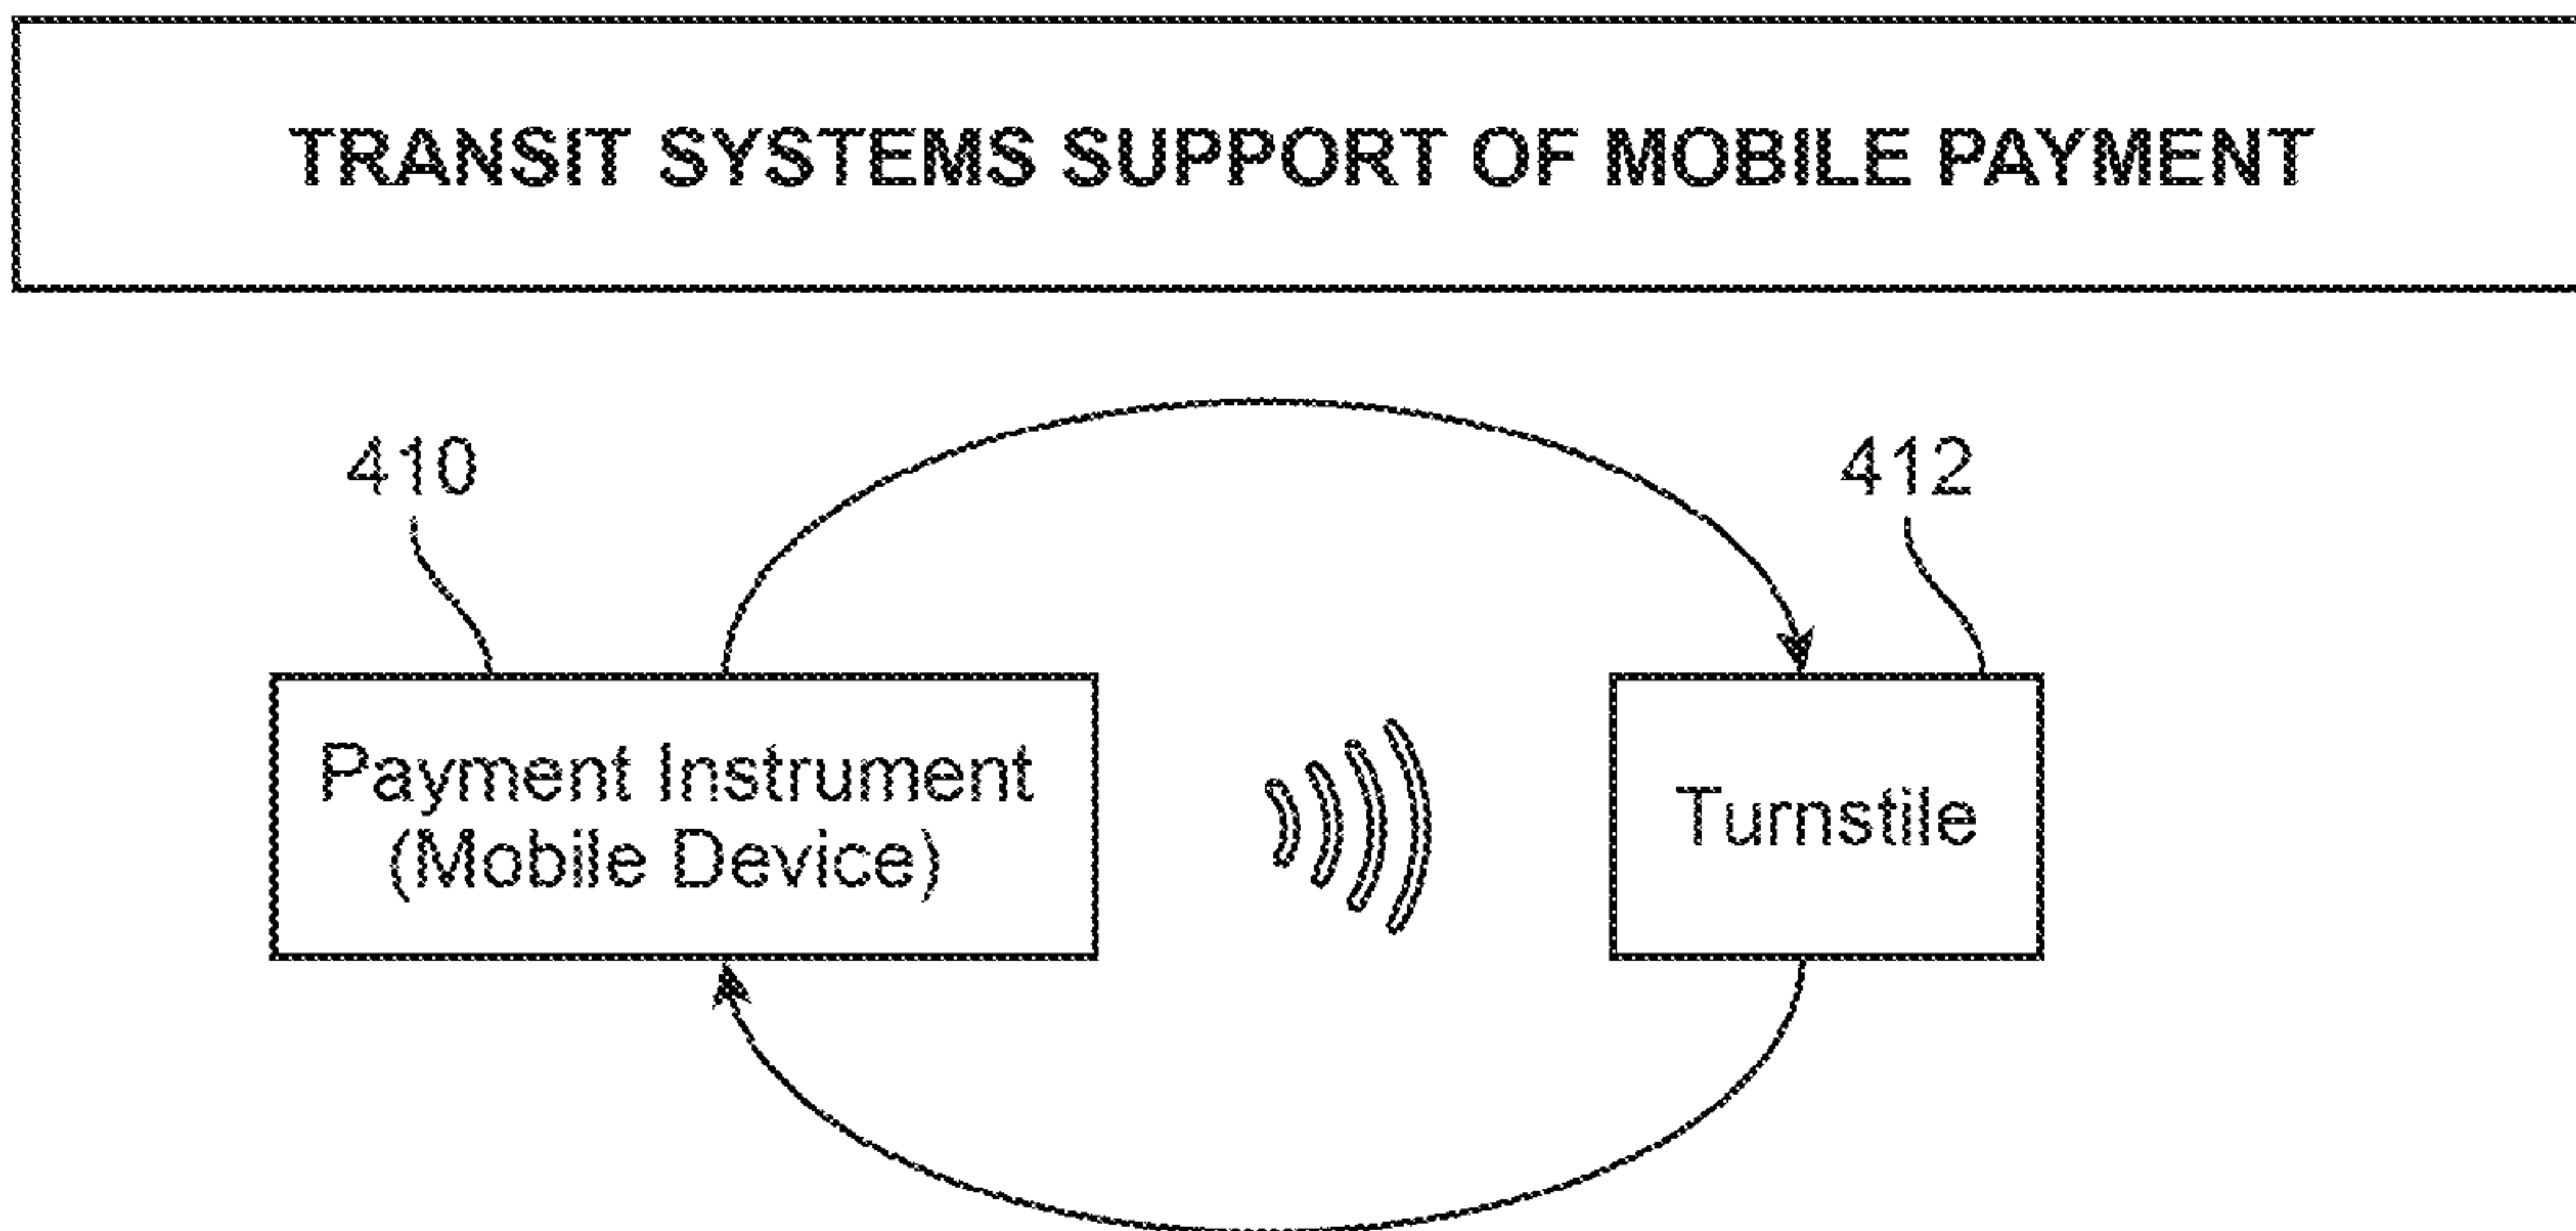 TRANSIT SYSTEMS SUPPORT OF MOBILE PAYMENT
410
412
Payment Instrument
(Mobile Device)
Turnstile